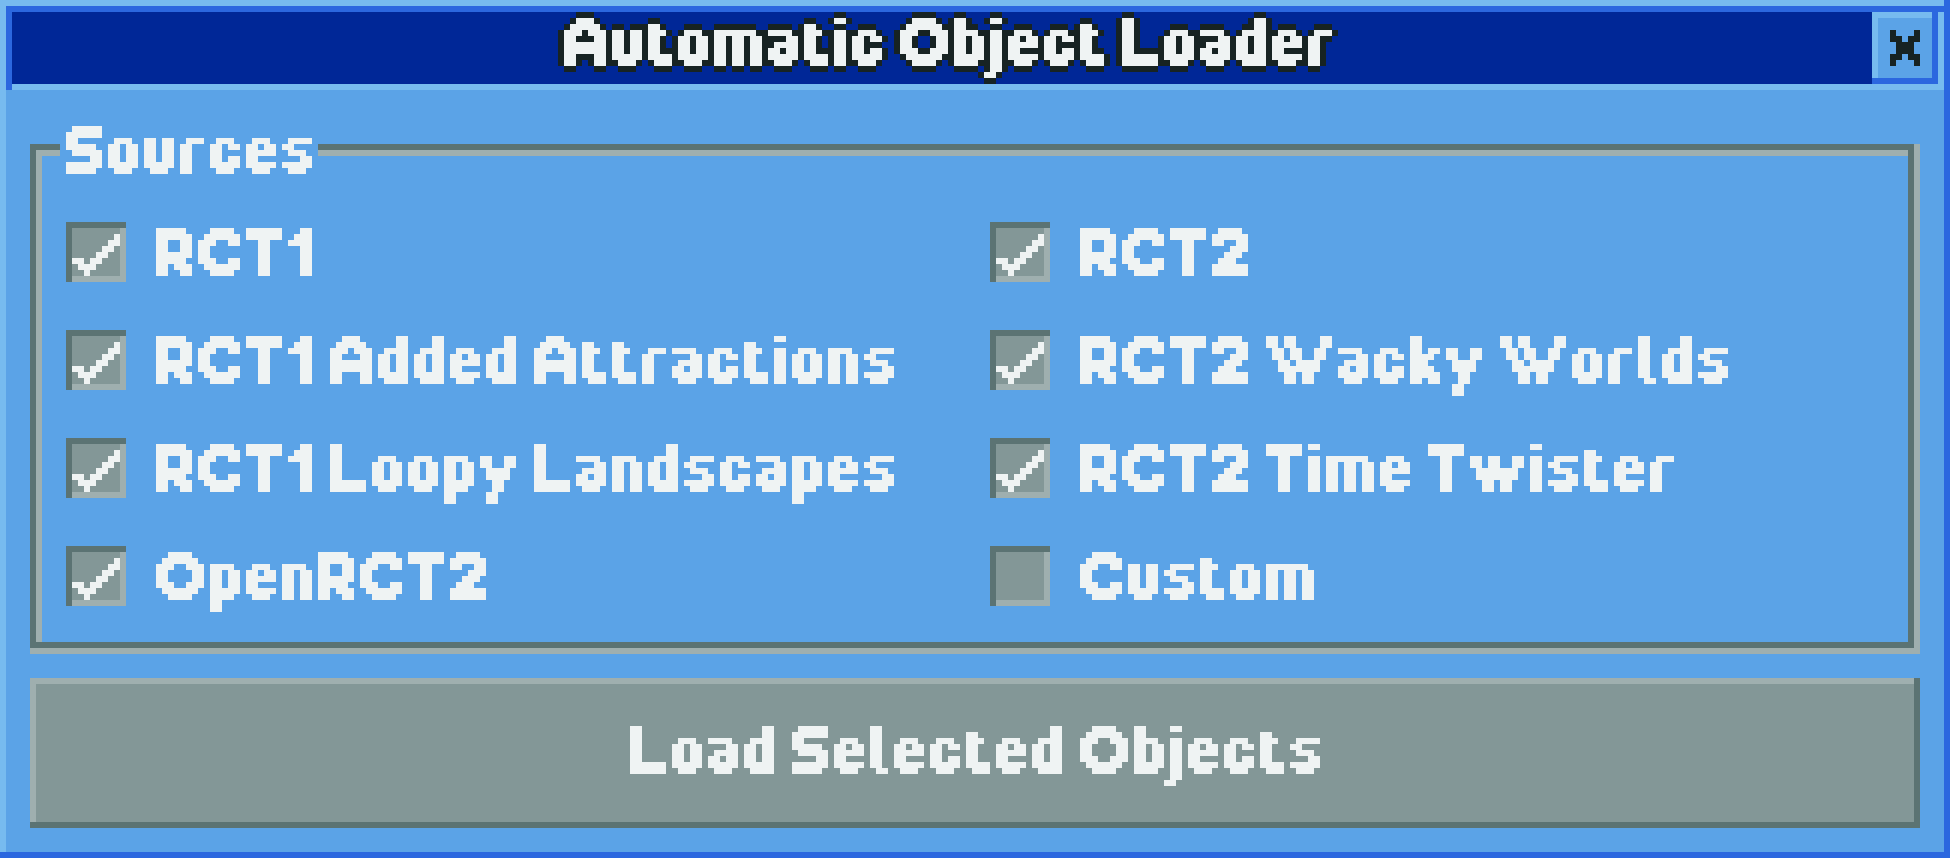 Automatic Object Loader
Sources
RCT1
RCT2
RCT1 Added Attractions
RCT2 Wacky Worlds
RCT1 Loopy Landscapes
RCT2 Time Twister
OpenRCT2
Custom
Load Selected Objects